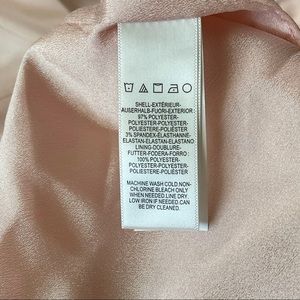 SHELL-EXTÉRIEUR-
AUßERHALB-FUORI-EXTERIOR
97% POLYESTER-
POLYESTER-POLYESTER-
POLIESTERE-POLIÉSTER
3% SPANDEX-ÉLASTHANNE-
ELASTAN-ELASTAN-ELASTANO
LINING-DOUBLURE-
FUTTER-FODERA-FORRO :
100% POLYESTER-
POLYESTER-POLYESTER-
POLIESTERE-POLIÉSTER
MACHINE WASH COLD.NON-
CHLORINE BLEACH ONLY
WHEN NEEDED.LINE DRY.
LOW IRON IF NEEDED.CAN
BE DRY CLEANED.